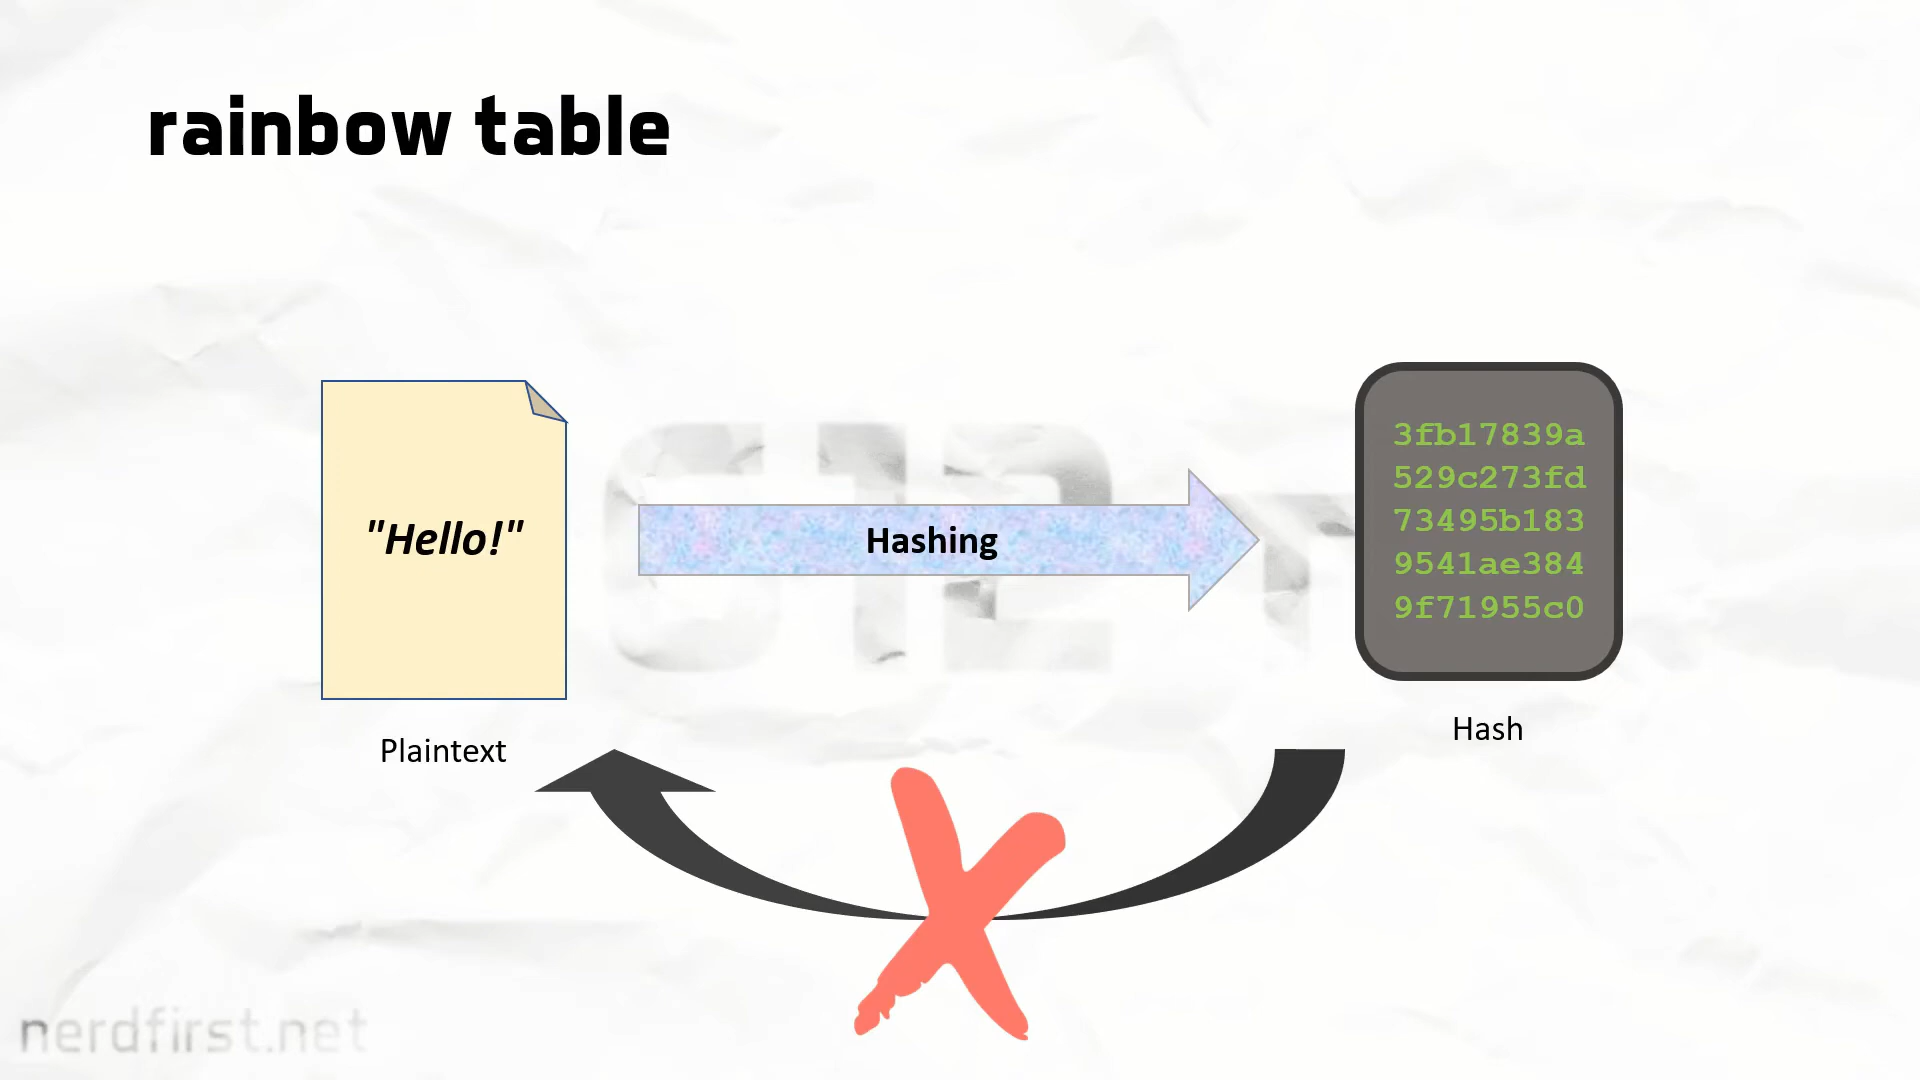 rainbow table
"Hello!"
Hashing
3fb17839a
529c273fd
73495b183
9541ae384
9f71955c0
Plaintext
Hash
nerdfirst.net